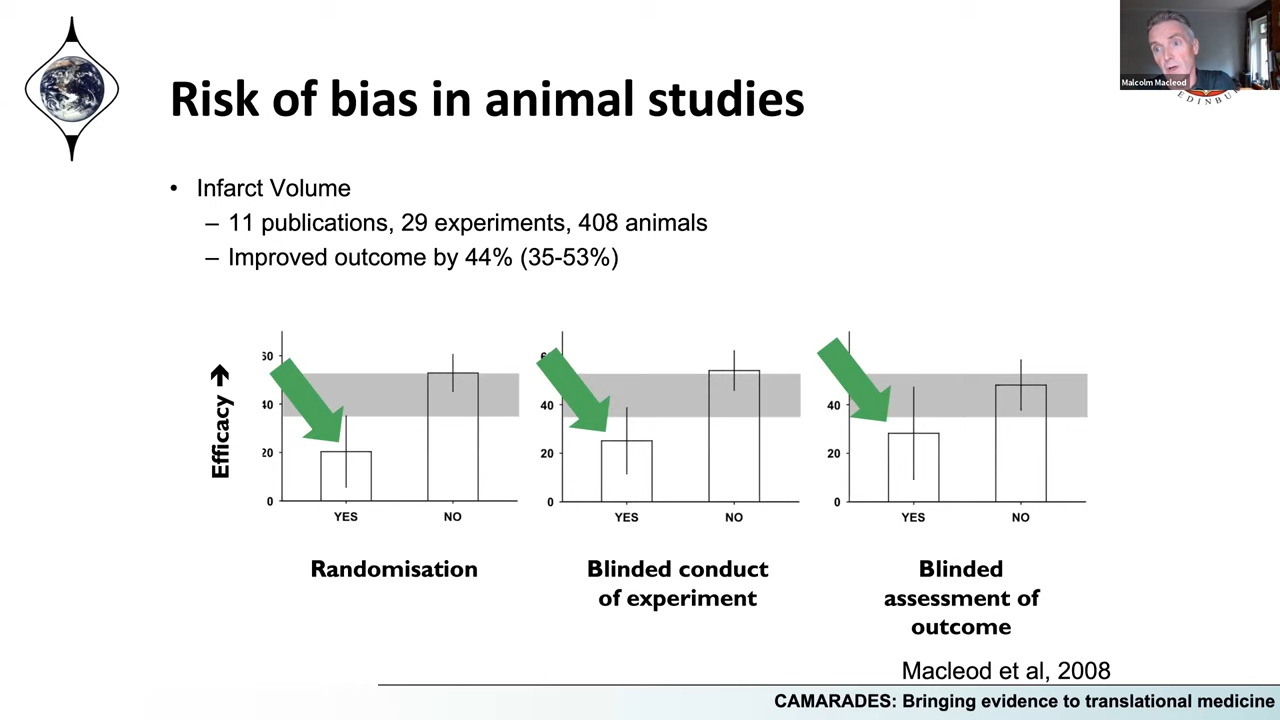 Malcolm Macleod
EDINBU
Risk of bias in animal studies
• Infarct Volume
– 11 publications, 29 experiments, 408 animals
– Improved outcome by 44% (35-53%)
Efficacy →
60
40
20
0
YES
NO
Randomisation
40
20
0
YES
NO
Blinded conduct
of experiment
40
20
0
YES
NO
Blinded
assessment of
outcome
Macleod et al, 2008
CAMARADES: Bringing evidence to translational medicine